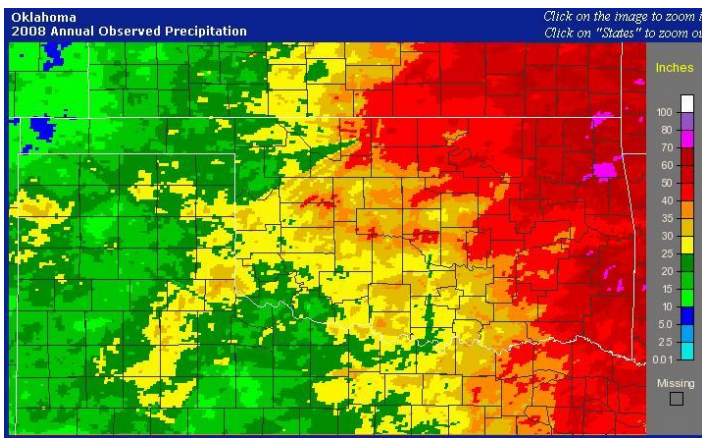 Oklahoma
2008 Annual Observed Precipitation
Click on the image to zoom i
Click on "States" to zoom ou
Inches
100
80
70
60
50
40
35
30
25
20
15
10
5.0
2.5
0.01
Missing